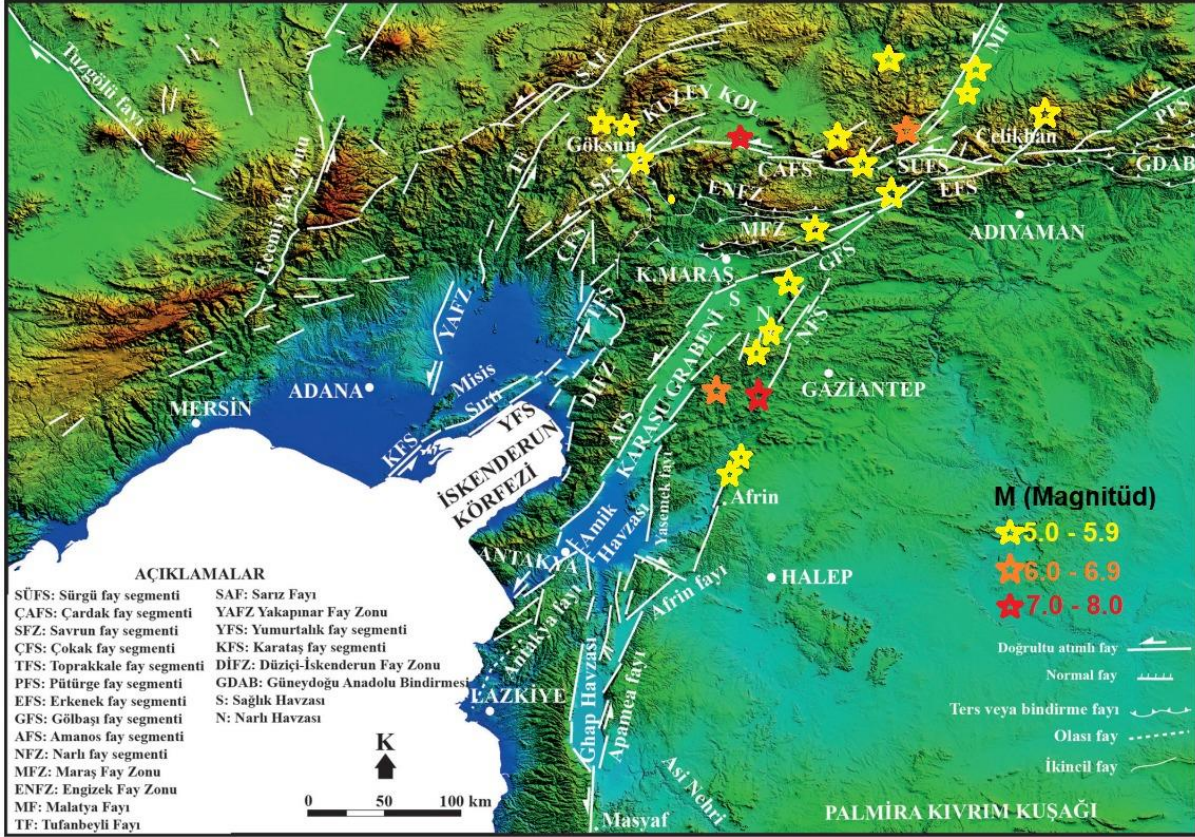 Tuzgölü fayı
Ecemiş fay zonu
SAF
TF
KUZEY KOL
MF
Göksun
SFS
ÇAFS
SÜFS
Çelikhan
PFS
GDAB
EFS
ENFZ
MFZ
ADIYAMAN
ÇFS
K.MARAŞ
GFS
S
N
NFS
TFS
YAFZ
DİFZ
Misis
Sırtı
ADANA
MERSİN
GAZİANTEP
KARASU GRABENİ
AFS
YFS
KFS
İSKENDERUN
KÖRFEZİ
Yasemek fayı
Afrin
Amik
Havzası
ANTAKYA
HALEP
Afrin fayı
Antakya fayı
LAZKİYE
Ghap Havzası
Apamea fayı
Asi Nehri
Masyaf
PALMİRA KIVRIM KUŞAĞI
M (Magnitüd)
5.0 - 5.9
6.0 - 6.9
7.0 - 8.0
Doğrultu atımlı fay
Normal fay
Ters veya bindirme fayı
Olası fay
İkincil fay
AÇIKLAMALAR
SÜFS: Sürgü fay segmenti
ÇAFS: Çardak fay segmenti
SFZ: Savrun fay segmenti
ÇFS: Çokak fay segmenti
TFS: Toprakkale fay segmenti
PFS: Pütürge fay segmenti
EFS: Erkenek fay segmenti
GFS: Gölbaşı fay segmenti
AFS: Amanos fay segmenti
NFZ: Narlı fay segmenti
MFZ: Maraş Fay Zonu
ENFZ: Engizek Fay Zonu
MF: Malatya Fayı
TF: Tufanbeyli Fayı
SAF: Sarız Fayı
YAFZ Yakapınar Fay Zonu
YFS: Yumurtalık fay segmenti
KFS: Karataş fay segmenti
DİFZ: Düziçi-İskenderun Fay Zonu
GDAB: Güneydoğu Anadolu Bindirmesi
S: Sağlık Havzası
N: Narlı Havzası
K
0 50 100 km